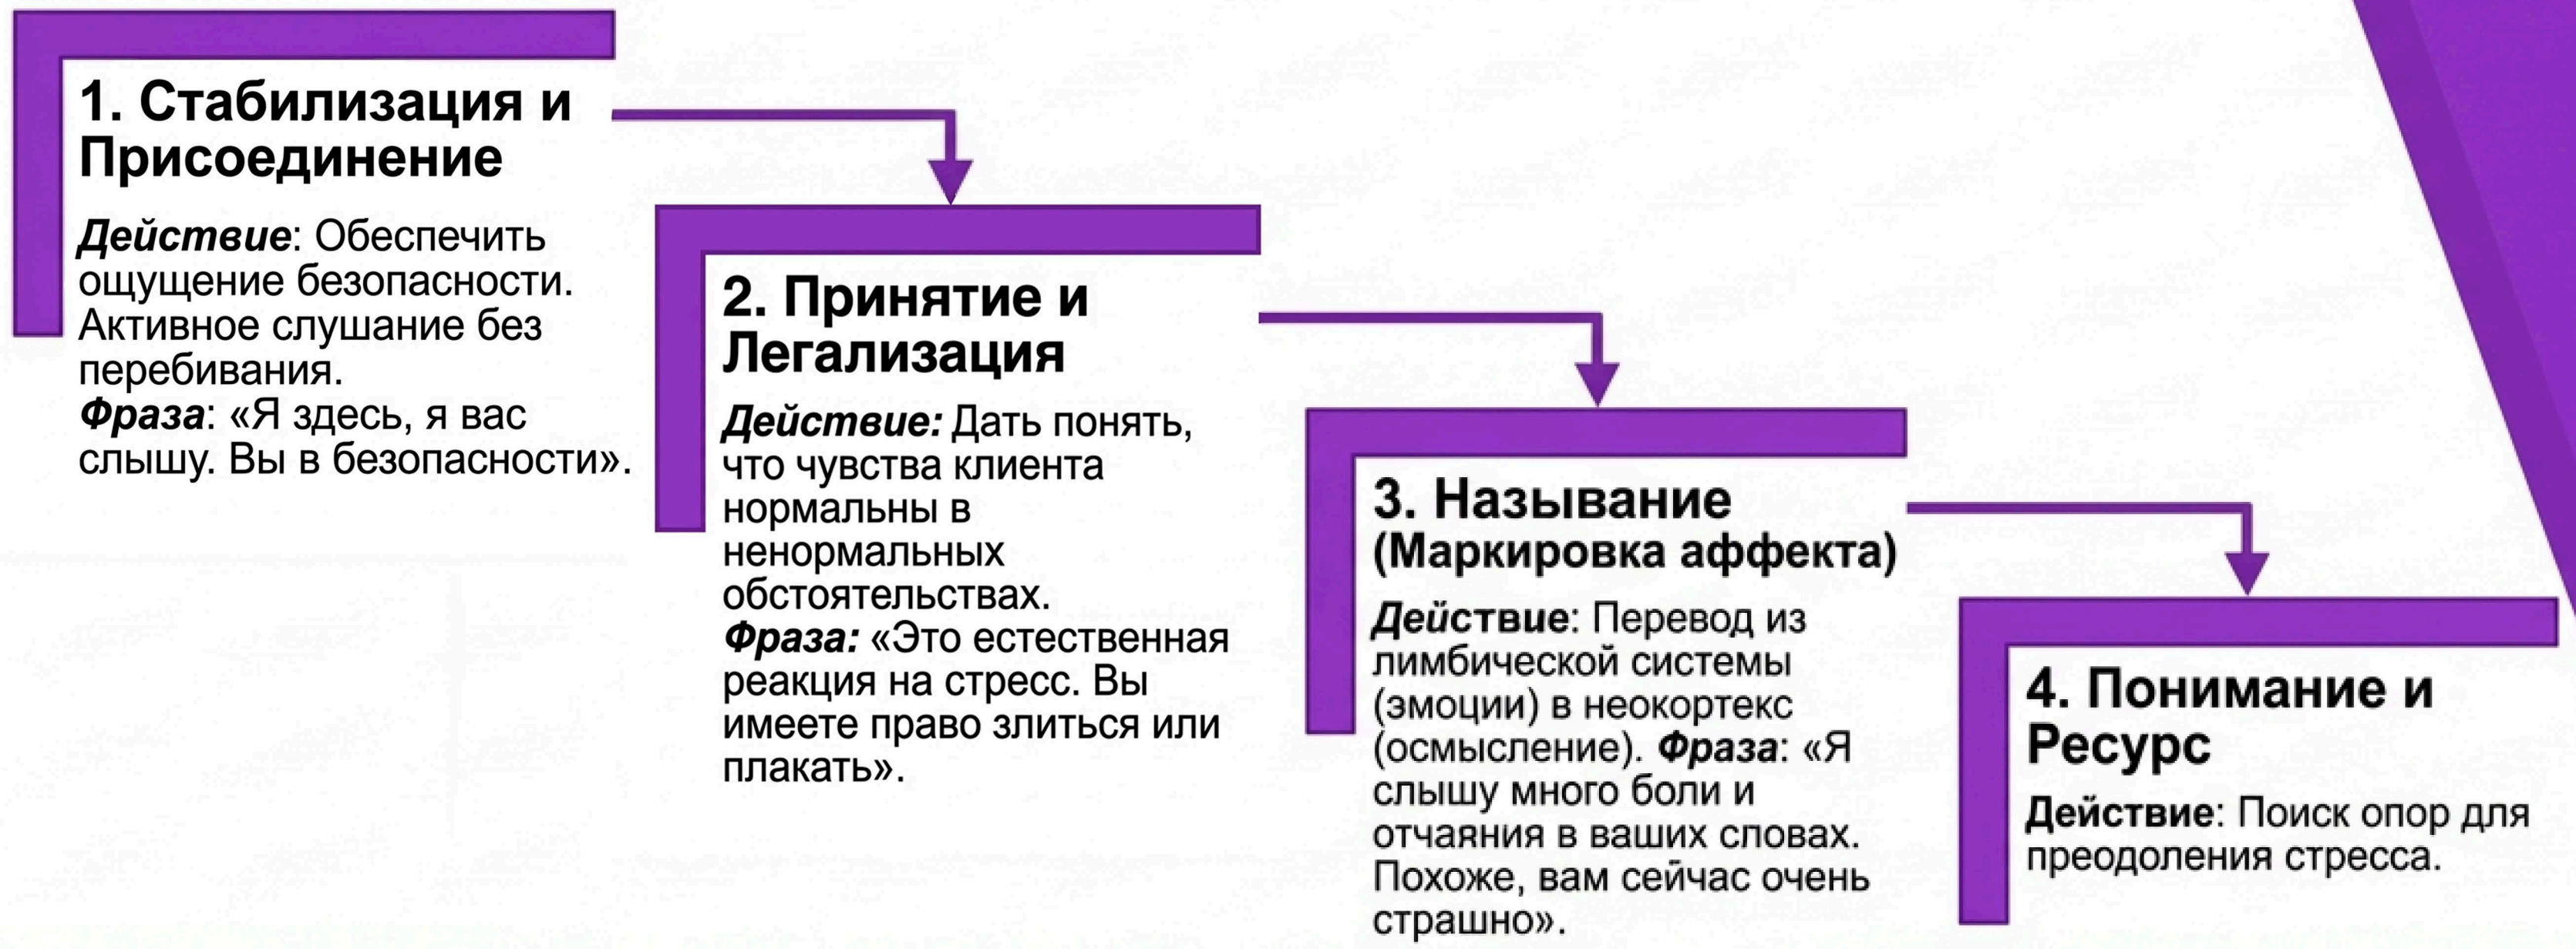 1. Стабилизация и
Присоединение
Действие: Обеспечить
ощущение безопасности.
Активное слушание без
перебивания.
Фраза: «Я здесь, я вас
слышу. Вы в безопасности».
2. Принятие и
Легализация
Действие: Дать понять,
что чувства клиента
нормальны в
ненормальных
обстоятельствах.
Фраза: «Это естественная
реакция на стресс. Вы
имеете право злиться или
плакать».
3. Называние
(Маркировка аффекта)
Действие: Перевод из
лимбической системы
(эмоции) в неокортекс
(осмысление). Фраза: «Я
слышу много боли и
отчаяния в ваших словах.
Похоже, вам сейчас очень
страшно».
4. Понимание и
Ресурс
Действие: Поиск опор для
преодоления стресса.